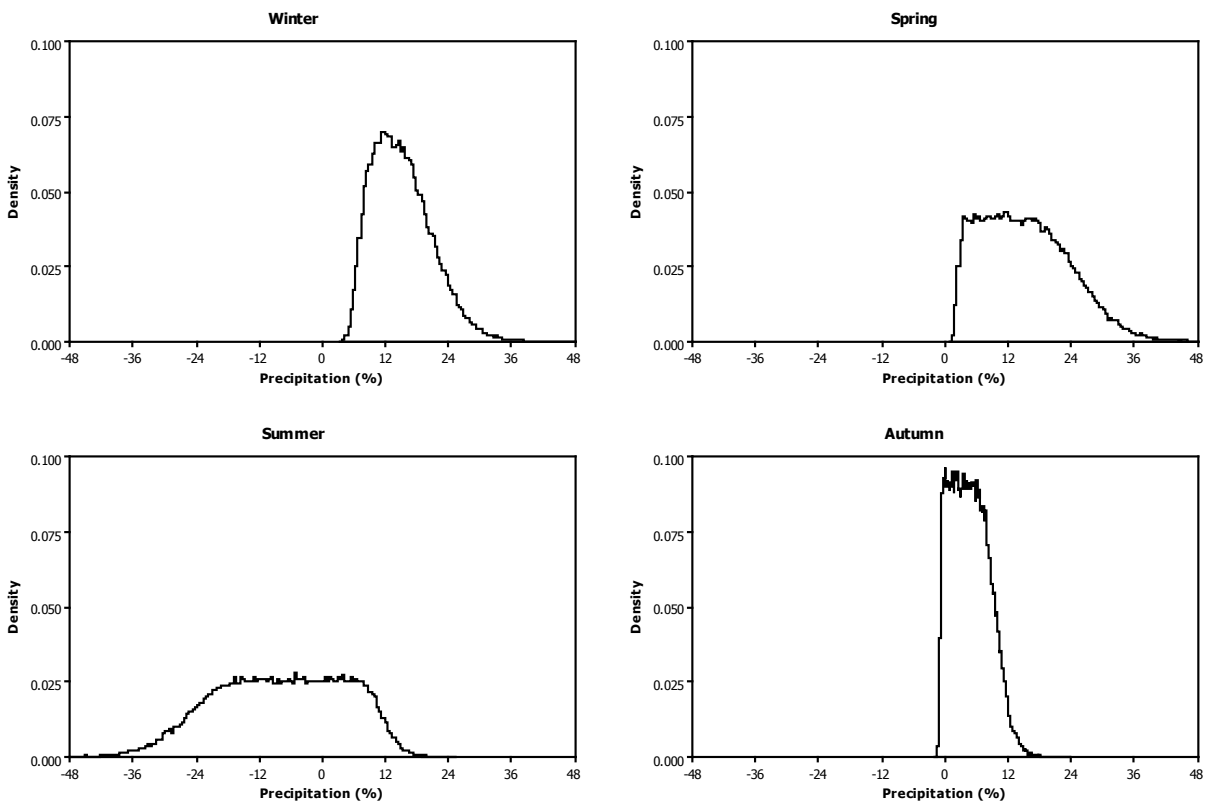 Winter
0.100
0.075
0.050
0.025
0.000
Density
-48 -36 -24 -12 0 12 24 36 48
Precipitation (%)
Spring
0.100
0.075
0.050
0.025
0.000
Density
-48 -36 -24 -12 0 12 24 36 48
Precipitation (%)
Summer
0.100
0.075
0.050
0.025
0.000
Density
-48 -36 -24 -12 0 12 24 36 48
Precipitation (%)
Autumn
0.100
0.075
0.050
0.025
0.000
Density
-48 -36 -24 -12 0 12 24 36 48
Precipitation (%)